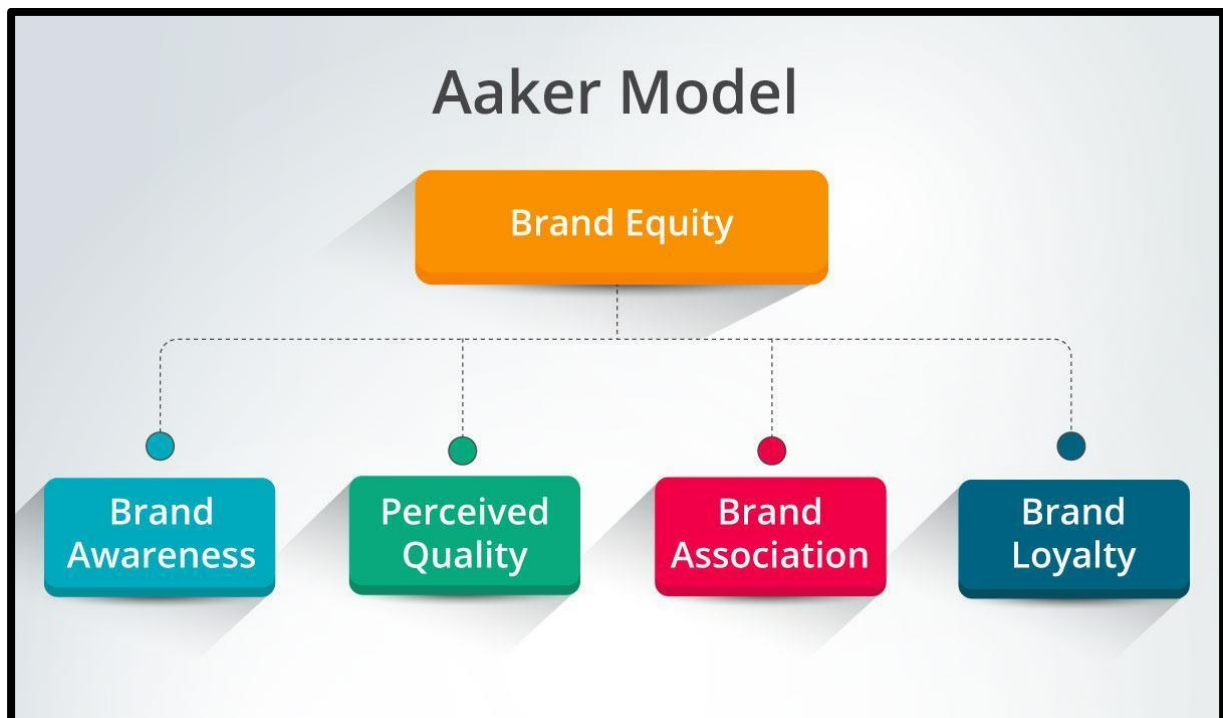 Aaker Model
Brand Equity
Brand
Awareness
Perceived
Quality
Brand
Association
Brand
Loyalty